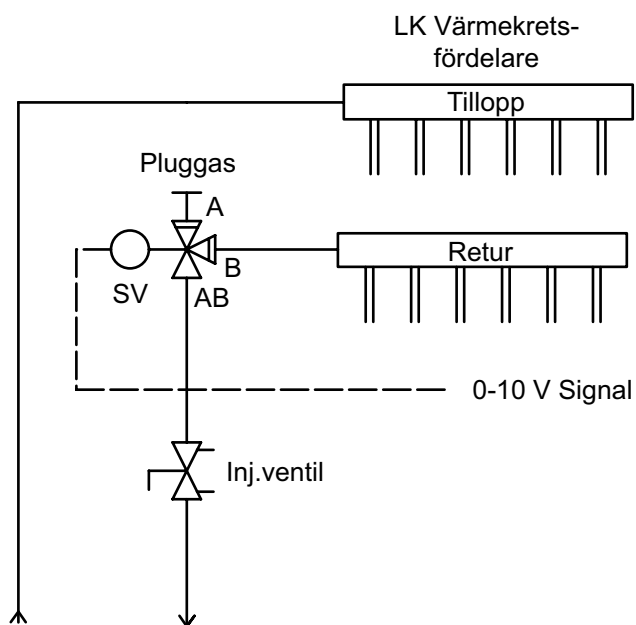 LK Värmekrets-
fördelare
Tillopp
Pluggas
A
B
Retur
SV
AB
0-10 V Signal
Inj.ventil